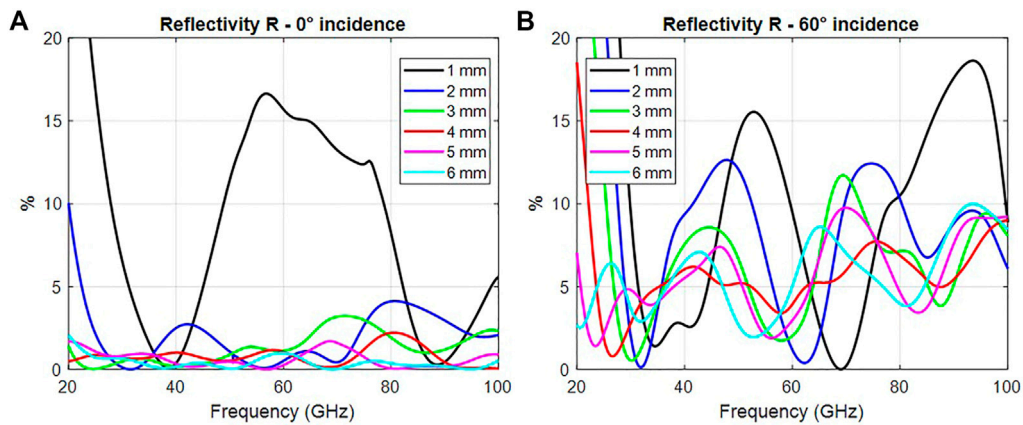 A
Reflectivity R - 0° incidence
20
15
10
5
0
%
1 mm
2 mm
3 mm
4 mm
5 mm
6 mm
20 40 60 80 100
Frequency (GHz)
B
Reflectivity R - 60° incidence
20
15
10
5
0
%
1 mm
2 mm
3 mm
4 mm
5 mm
6 mm
20 40 60 80 100
Frequency (GHz)